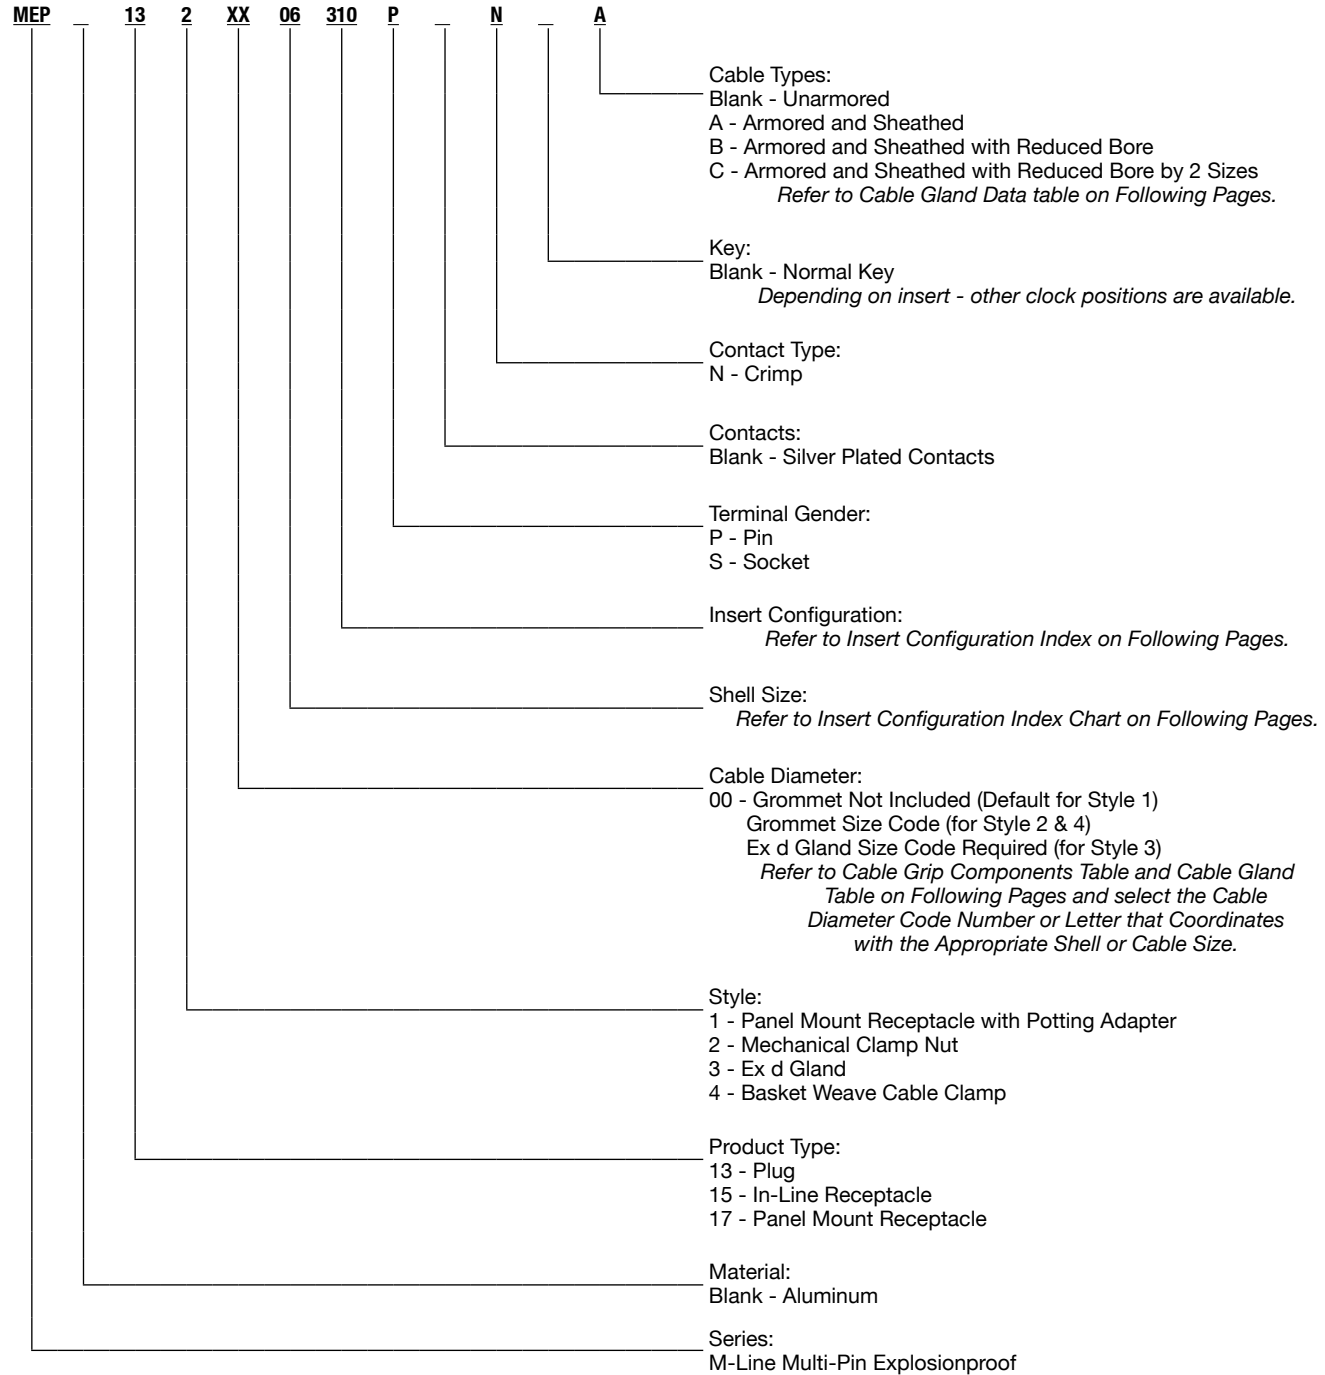 MEP _ 13 2 XX 06 310 P _ N _ A
Cable Types:
Blank - Unarmored
A - Armored and Sheathed
B - Armored and Sheathed with Reduced Bore
C - Armored and Sheathed with Reduced Bore by 2 Sizes
Refer to Cable Gland Data table on Following Pages.
Key:
Blank - Normal Key
Depending on insert - other clock positions are available.
Contact Type:
N - Crimp
Contacts:
Blank - Silver Plated Contacts
Terminal Gender:
P - Pin
S - Socket
Insert Configuration:
Refer to Insert Configuration Index on Following Pages.
Shell Size:
Refer to Insert Configuration Index Chart on Following Pages.
Cable Diameter:
00 - Grommet Not Included (Default for Style 1)
Grommet Size Code (for Style 2 & 4)
Ex d Gland Size Code Required (for Style 3)
Refer to Cable Grip Components Table and Cable Gland
Table on Following Pages and select the Cable
Diameter Code Number or Letter that Coordinates
with the Appropriate Shell or Cable Size.
Style:
1 - Panel Mount Receptacle with Potting Adapter
2 - Mechanical Clamp Nut
3 - Ex d Gland
4 - Basket Weave Cable Clamp
Product Type:
13 - Plug
15 - In-Line Receptacle
17 - Panel Mount Receptacle
Material:
Blank - Aluminum
Series:
M-Line Multi-Pin Explosionproof